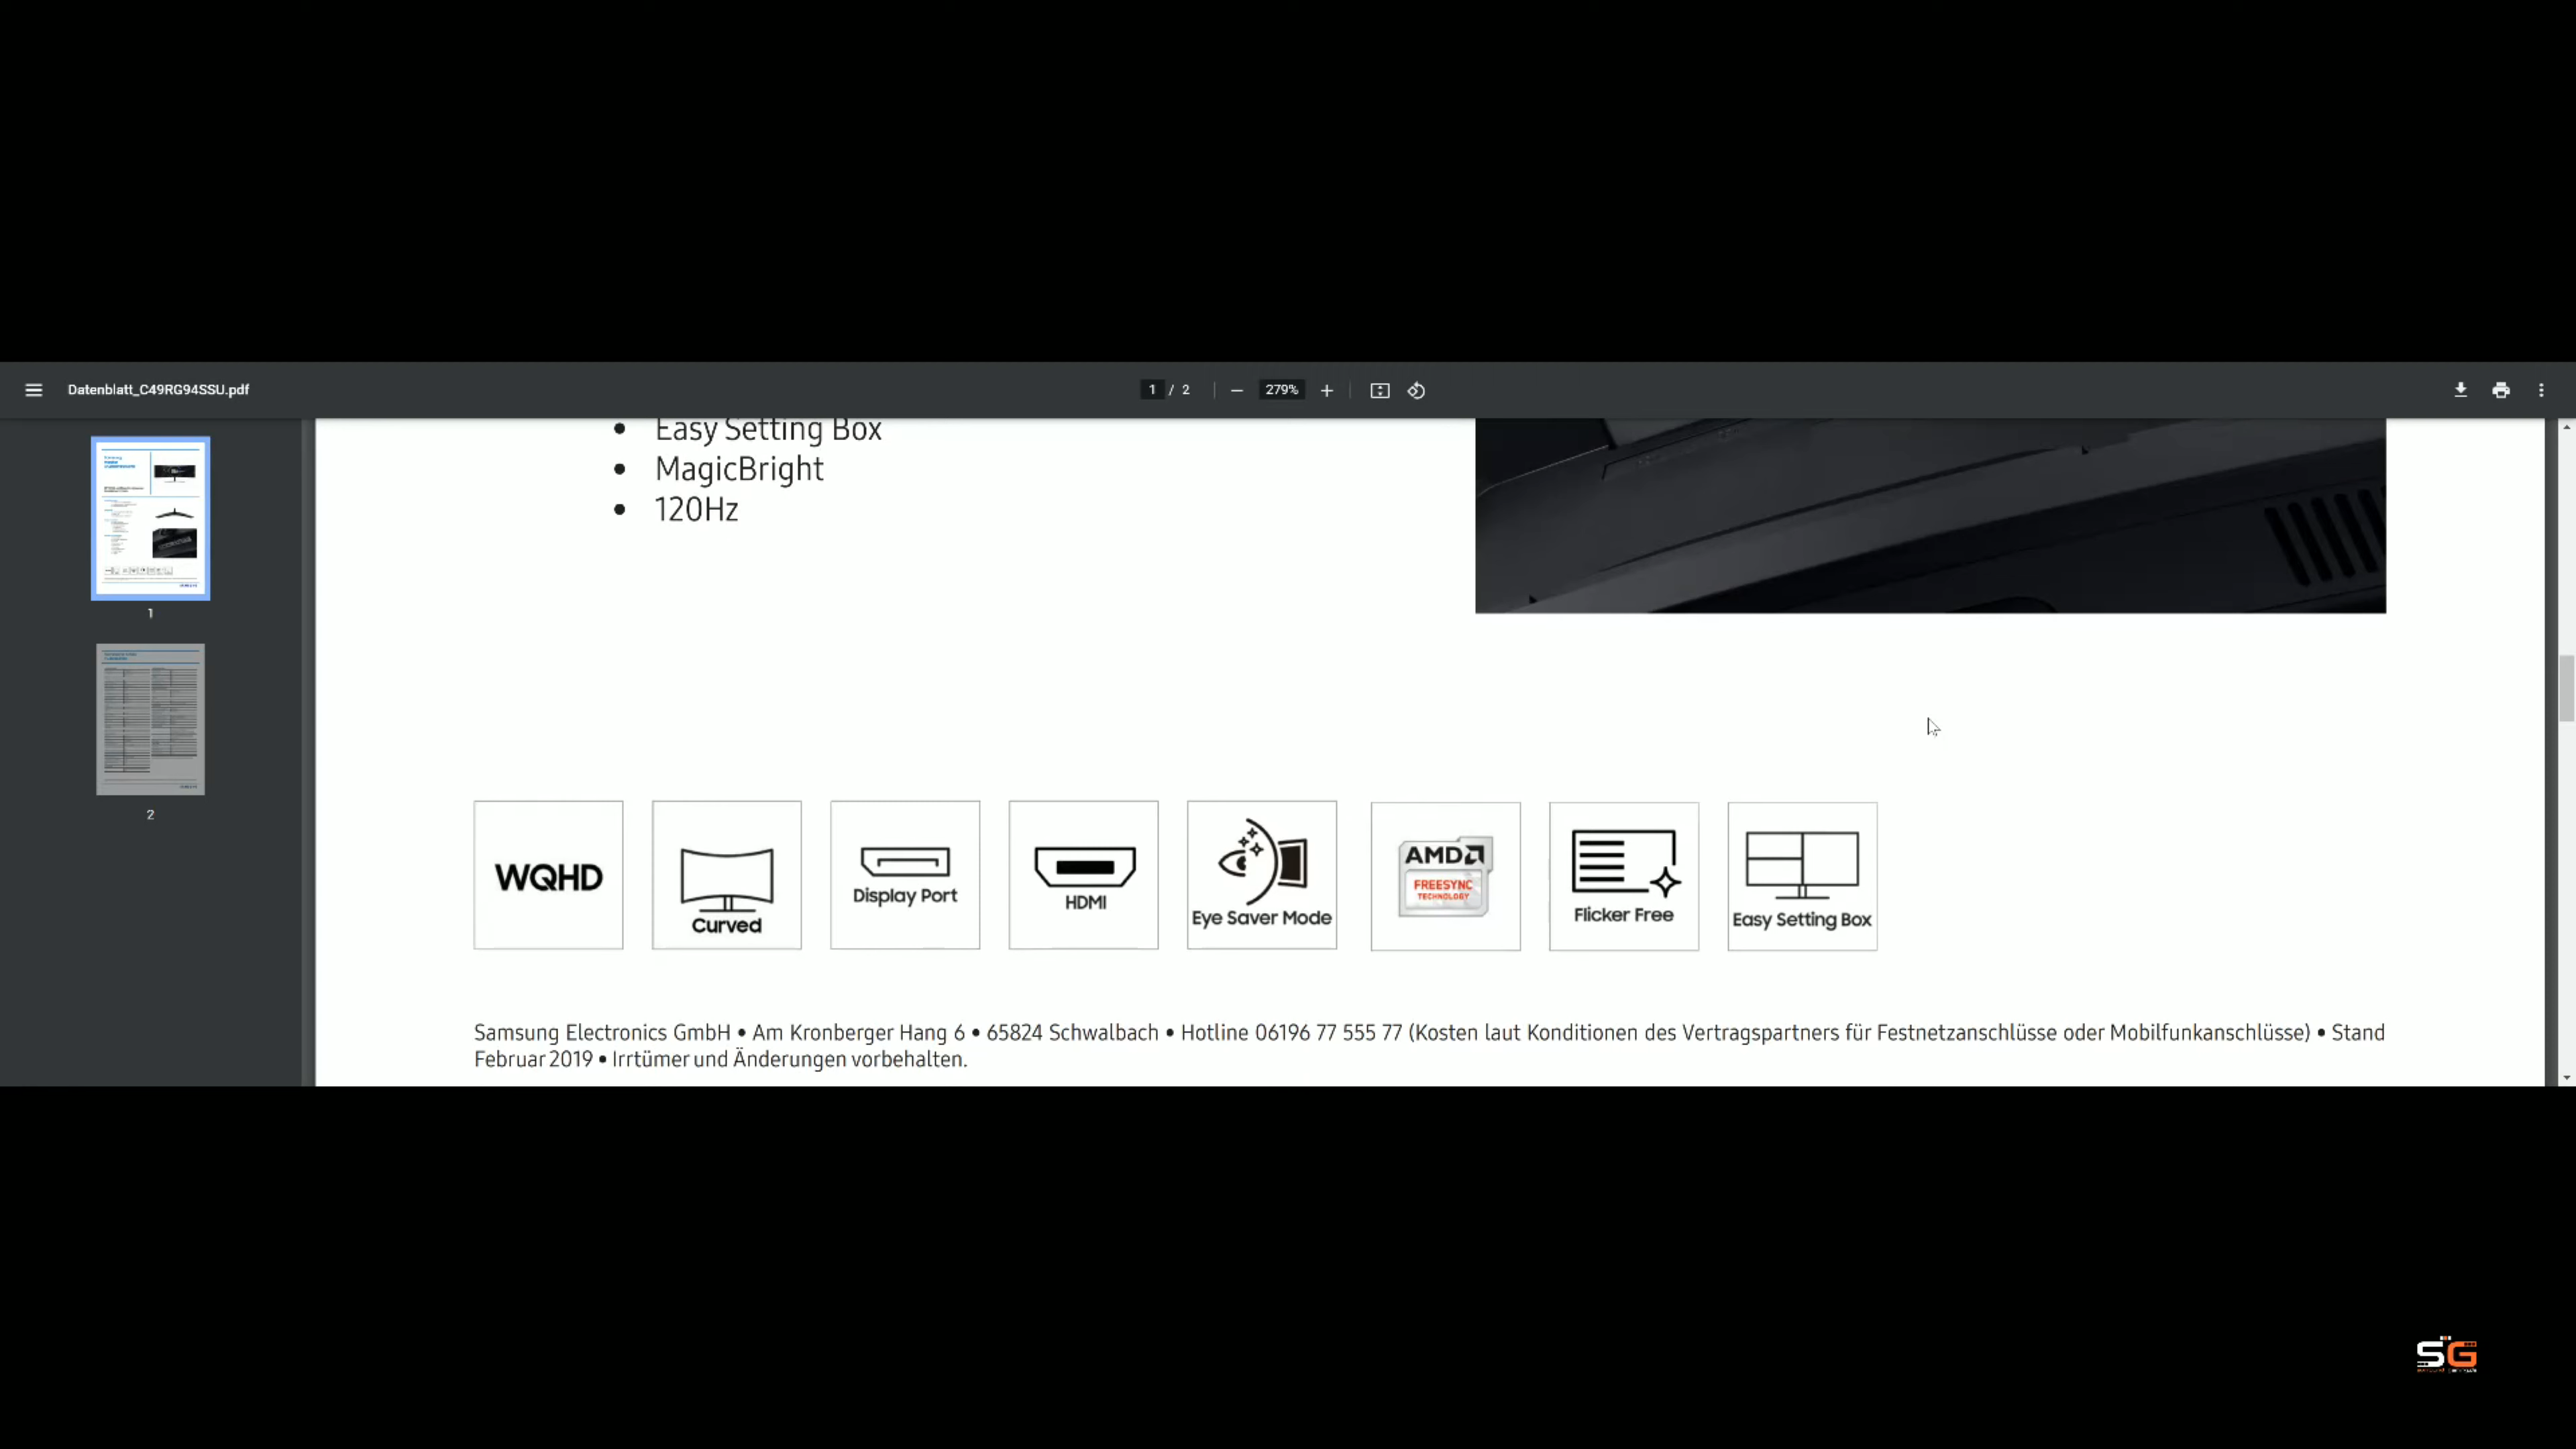 Datenblatt_C49RG94SSU.pdf
1 / 2
279%
• Easy Setting Box
• MagicBright
• 120Hz
1
2
WQHD
Curved
Display Port
HDMI
Eye Saver Mode
AMD
FREESYNC
TECHNOLOGY
Flicker Free
Easy Setting Box
Samsung Electronics GmbH • Am Kronberger Hang 6 • 65824 Schwalbach • Hotline 06196 77 555 77 (Kosten laut Konditionen des Vertragspartners für Festnetzanschlüsse oder Mobilfunkanschlüsse) • Stand
Februar 2019 • Irrtümer und Änderungen vorbehalten.
SG